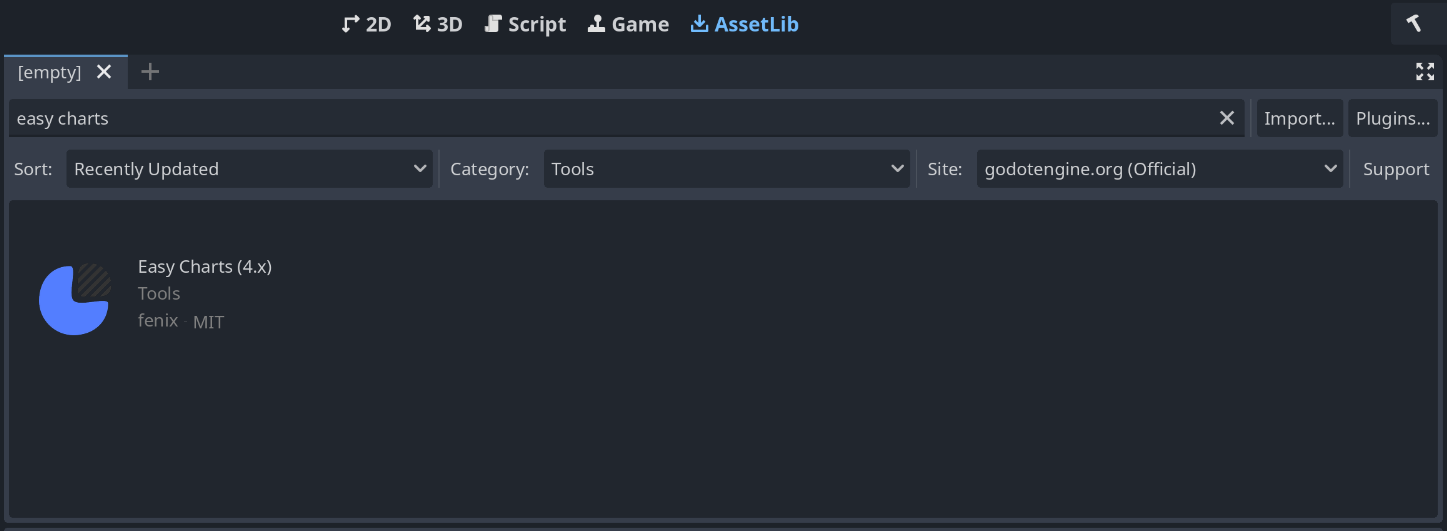 2D 3D Script Game AssetLib
[empty]
easy charts Import... Plugins...
Sort: Recently Updated Category: Tools Site: godotengine.org (Official) Support
Easy Charts (4.x)
Tools
fenix · MIT